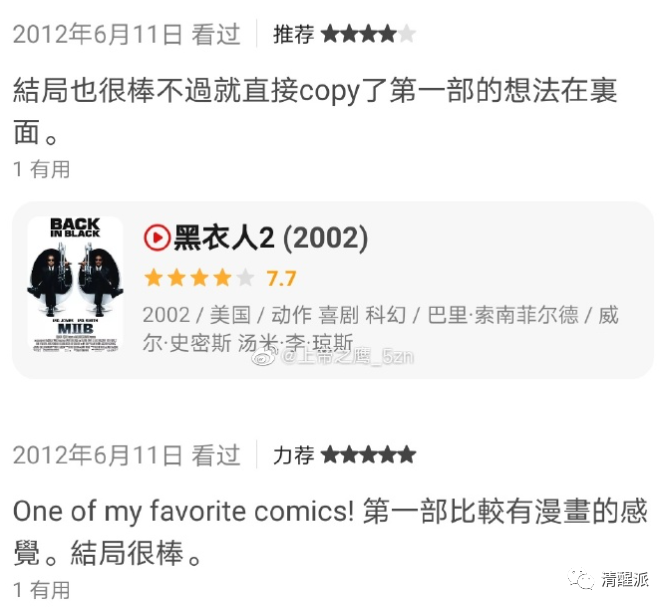 2012年6月11日 看过 推荐
結局也很棒不過就直接copy了第一部的想法在裏
面。
1 有用
BACK
IN BLACK
MIIB
黑衣人2 (2002)
7.7
2002 / 美国 / 动作 喜剧 科幻 / 巴里·索南菲尔德 / 威
尔·史密斯 汤米·李·琼斯
@上帝之鹰_5zn
2012年6月11日 看过 力荐
One of my favorite comics! 第一部比較有漫畫的感
覺。結局很棒。
1 有用
清醒派